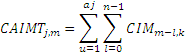 $CAIMT_{j,m} = \sum_{u=1}^{aj} \sum_{l=0}^{n-1} CIM_{m-l,k}$